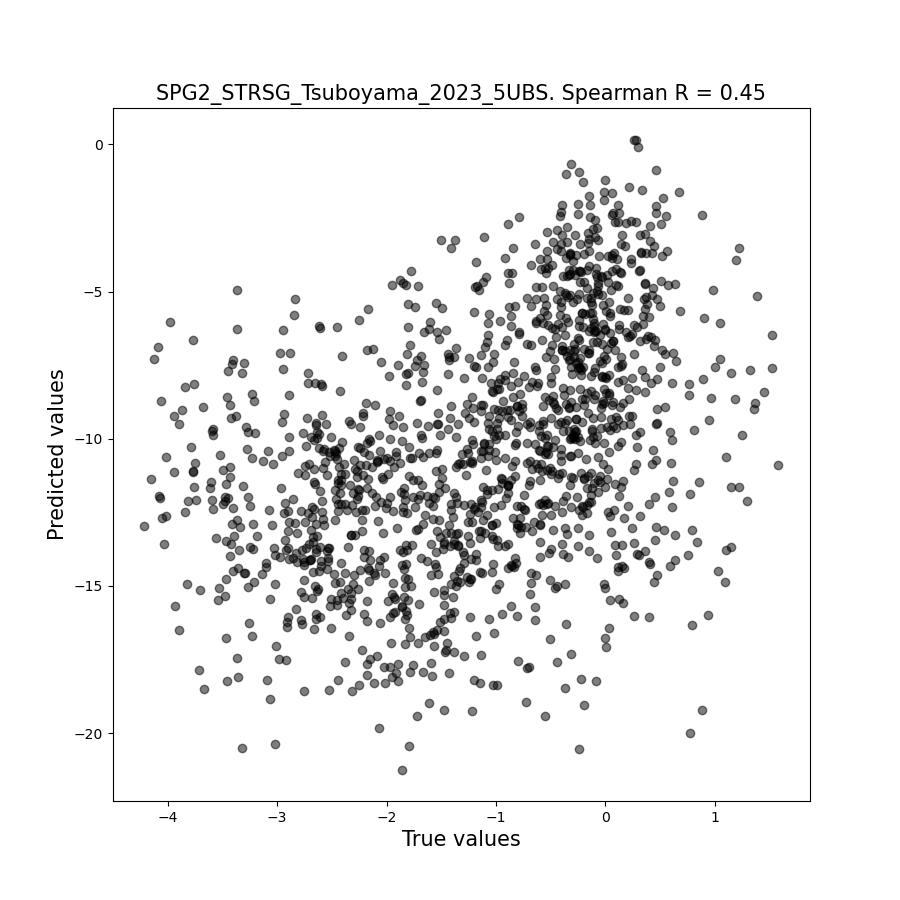 SPG2_STRSG_Tsuboyama_2023_5UBS. Spearman R = 0.45
Predicted values
0
−5
−10
−15
−20
−4 −3 −2 −1 0 1
True values